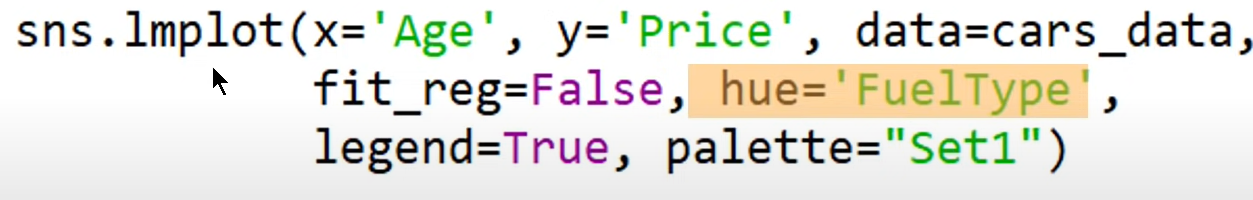 sns.lmplot(x='Age', y='Price', data=cars_data,
fit_reg=False, hue='FuelType',
legend=True, palette="Set1")